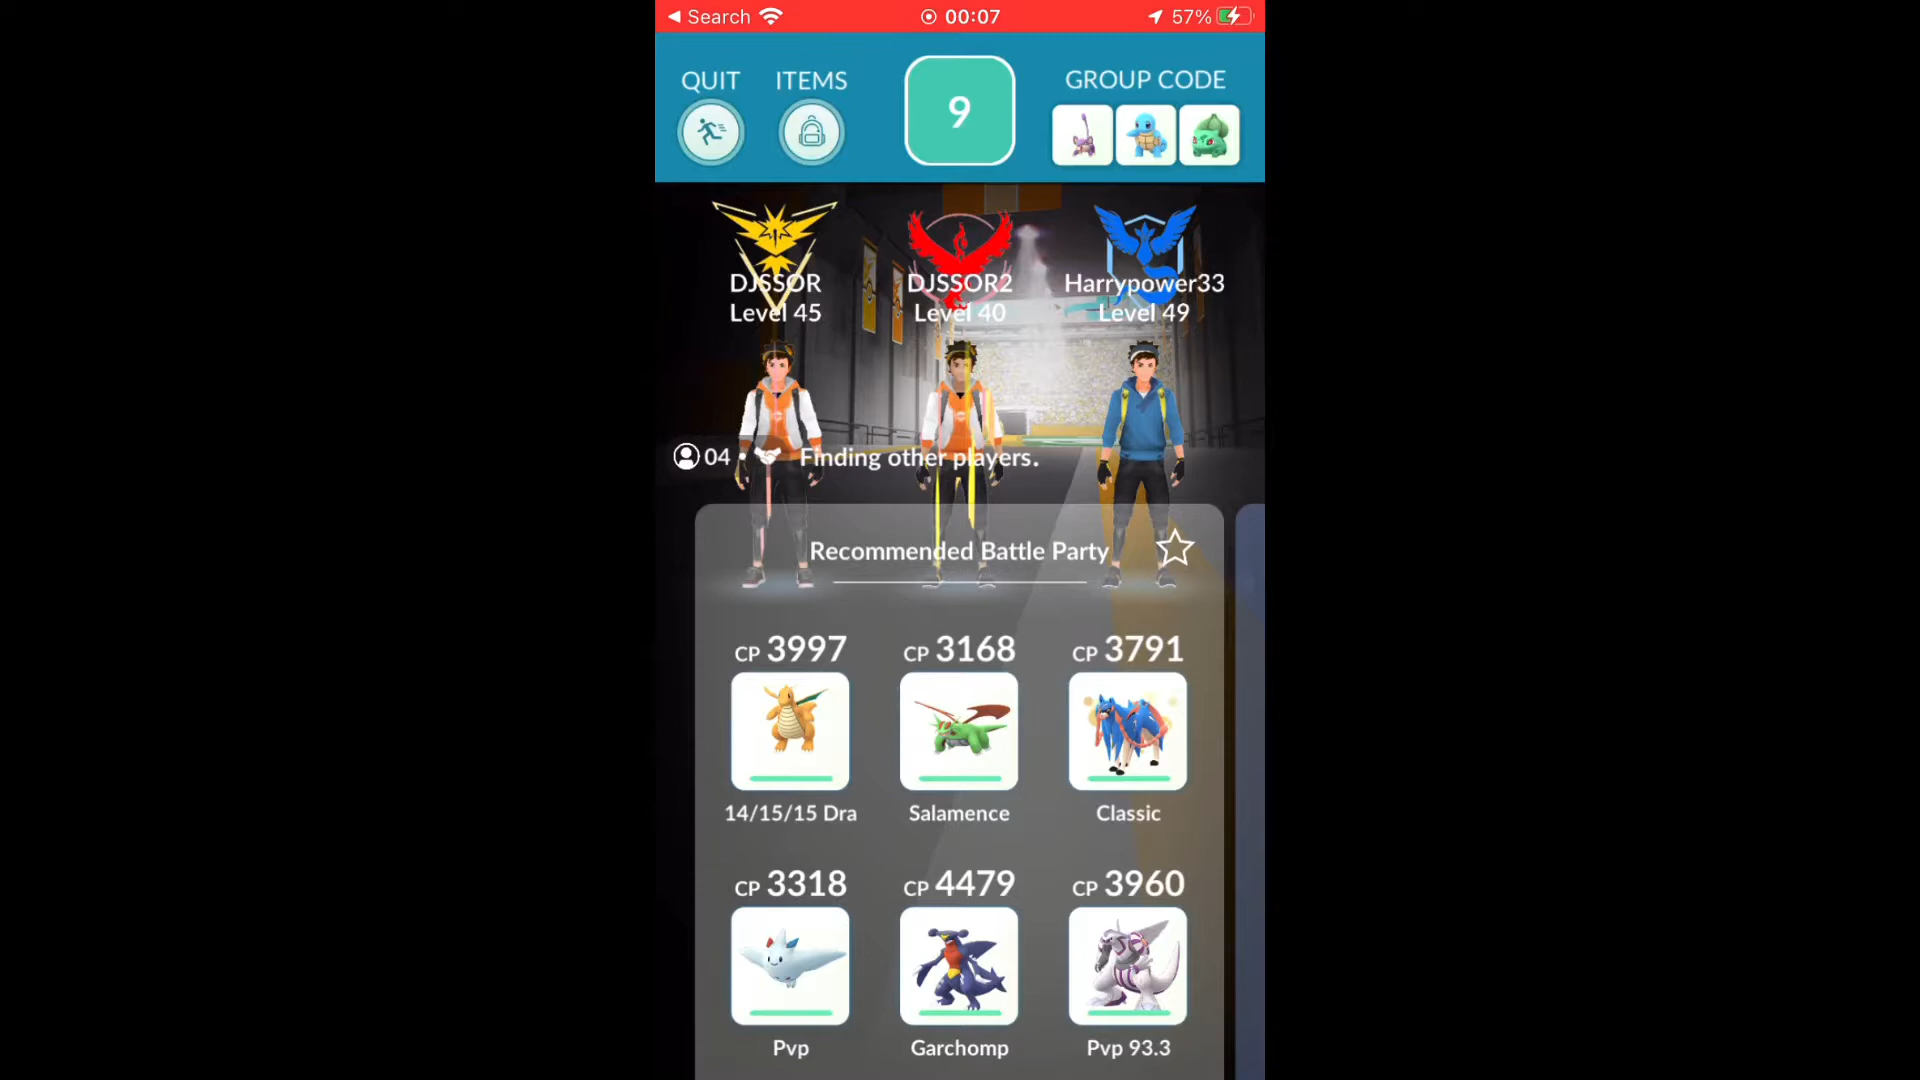 Search
00:07
57%
QUIT
ITEMS
9
GROUP CODE
DJSSOR
Level 45
DJSSOR2
Level 40
Harrypower33
Level 49
04 • Finding other players.
Recommended Battle Party
CP 3997
CP 3168
CP 3791
14/15/15 Dra
Salamence
Classic
CP 3318
CP 4479
CP 3960
Pvp
Garchomp
Pvp 93.3